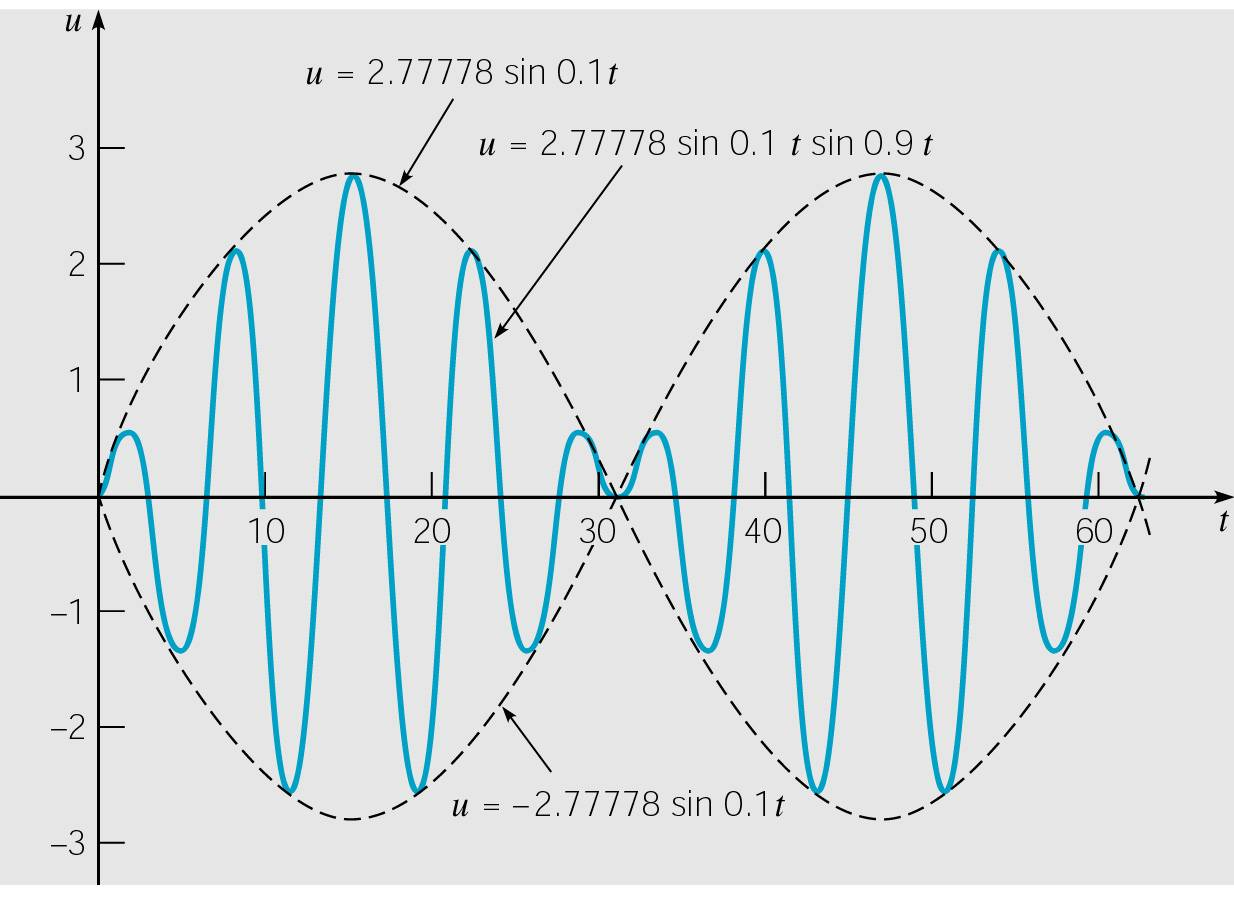 u
u = 2.77778 sin 0.1t
u = 2.77778 sin 0.1 t sin 0.9 t
3
2
1
10
20
30
40
50
60
t
–1
–2
u = –2.77778 sin 0.1t
–3